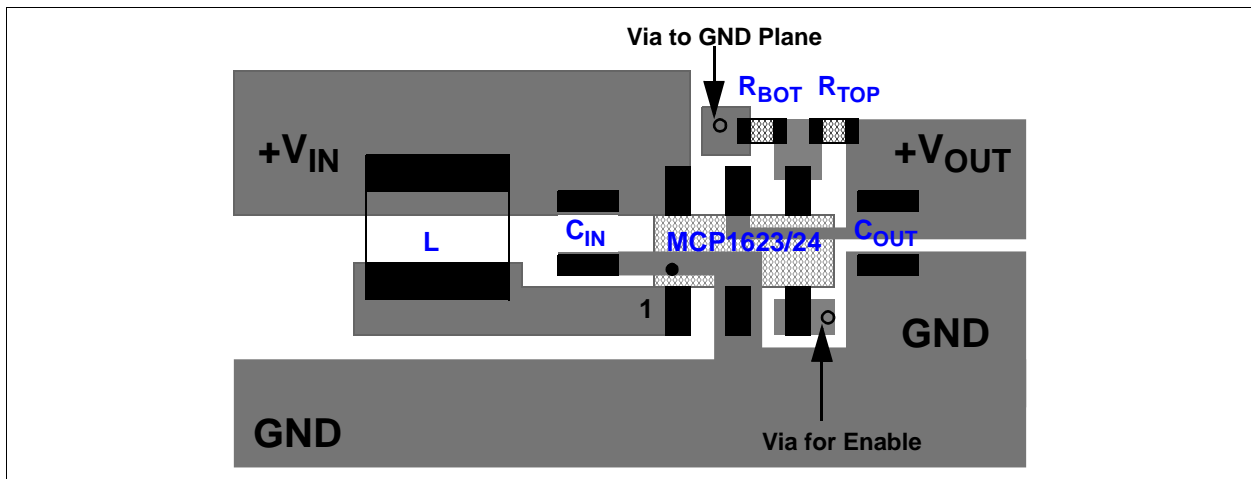 Via to GND Plane
RBOT
RTOP
+VIN
+VOUT
L
CIN
MCP1623/24
COUT
1
GND
GND
Via for Enable